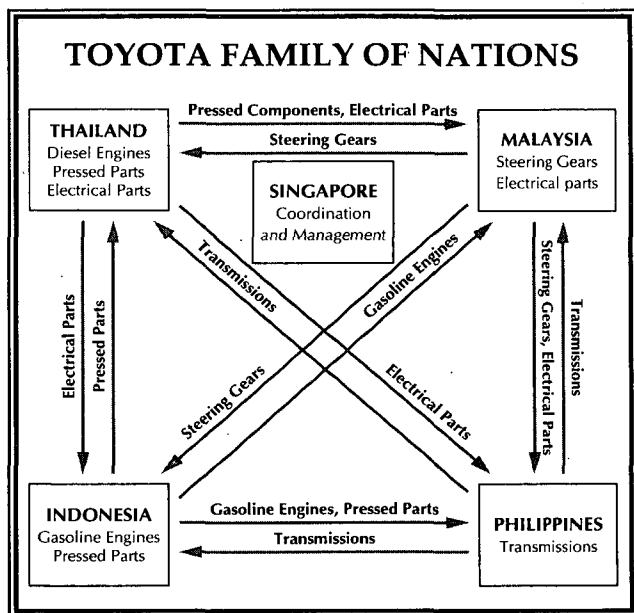 TOYOTA FAMILY OF NATIONS
THAILAND
Diesel Engines
Pressed Parts
Electrical Parts
Pressed Components, Electrical Parts
Steering Gears
MALAYSIA
Steering Gears
Electrical parts
SINGAPORE
Coordination
and Management
Transmissions
Gasoline Engines
Electrical Parts
Pressed Parts
Steering Gears
Electrical Parts
Steering Gears, Electrical Parts
Transmissions
INDONESIA
Gasoline Engines
Pressed Parts
Gasoline Engines, Pressed Parts
Transmissions
PHILIPPINES
Transmissions